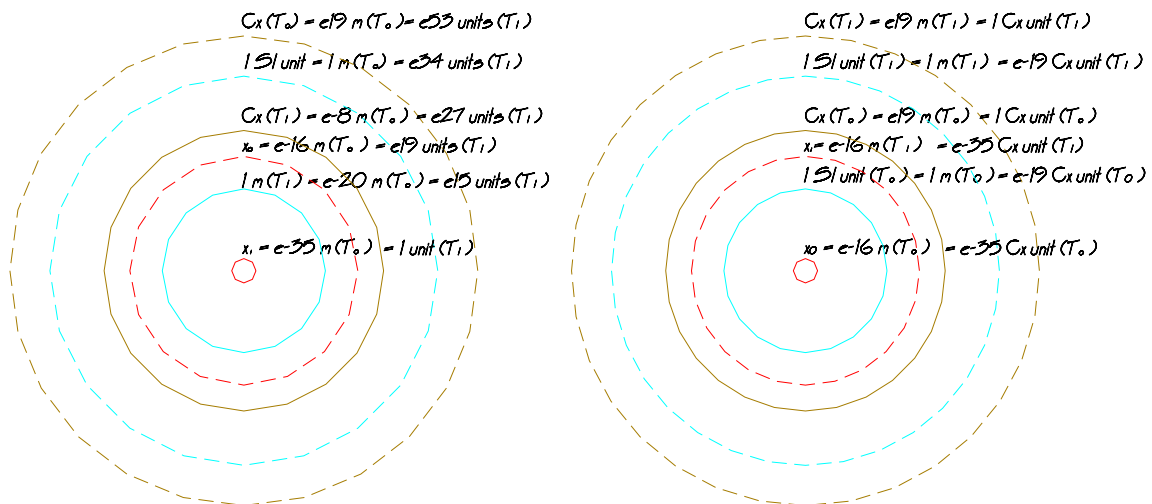 Cx (T₀) = e19 m (T₀) = e53 units (T₁)
1 SI unit = 1 m (T₀) = e34 units (T₁)
Cx (T₁) = e-8 m (T₀) = e27 units (T₁)
x₀ = e-16 m (T₀) = e19 units (T₁)
1 m (T₁) = e-20 m (T₀) = e15 units (T₁)
x₁ = e-35 m (T₀) = 1 unit (T₁)
Cx (T₁) = e19 m (T₁) = 1 Cx unit (T₁)
1 SI unit (T₁) = 1 m (T₁) = e-19 Cx unit (T₁)
Cx (T₀) = e19 m (T₀) = 1 Cx unit (T₀)
x₁ = e-16 m (T₁) = e-35 Cx unit (T₁)
1 SI unit (T₀) = 1 m (T₀) = e-19 Cx unit (T0)
x0 = e-16 m (T₀) = e-35 Cx unit (T₀)